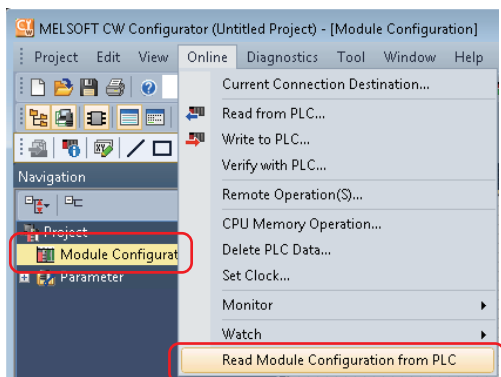 MELSOFT CW Configurator (Untitled Project) - [Module Configuration]
Project Edit View Online Diagnostics Tool Window Help
Current Connection Destination...
Read from PLC...
Write to PLC...
Verify with PLC...
Remote Operation(S)...
CPU Memory Operation...
Delete PLC Data...
Set Clock...
Monitor
Watch
Read Module Configuration from PLC
Navigation
Project
Module Configurat
Parameter